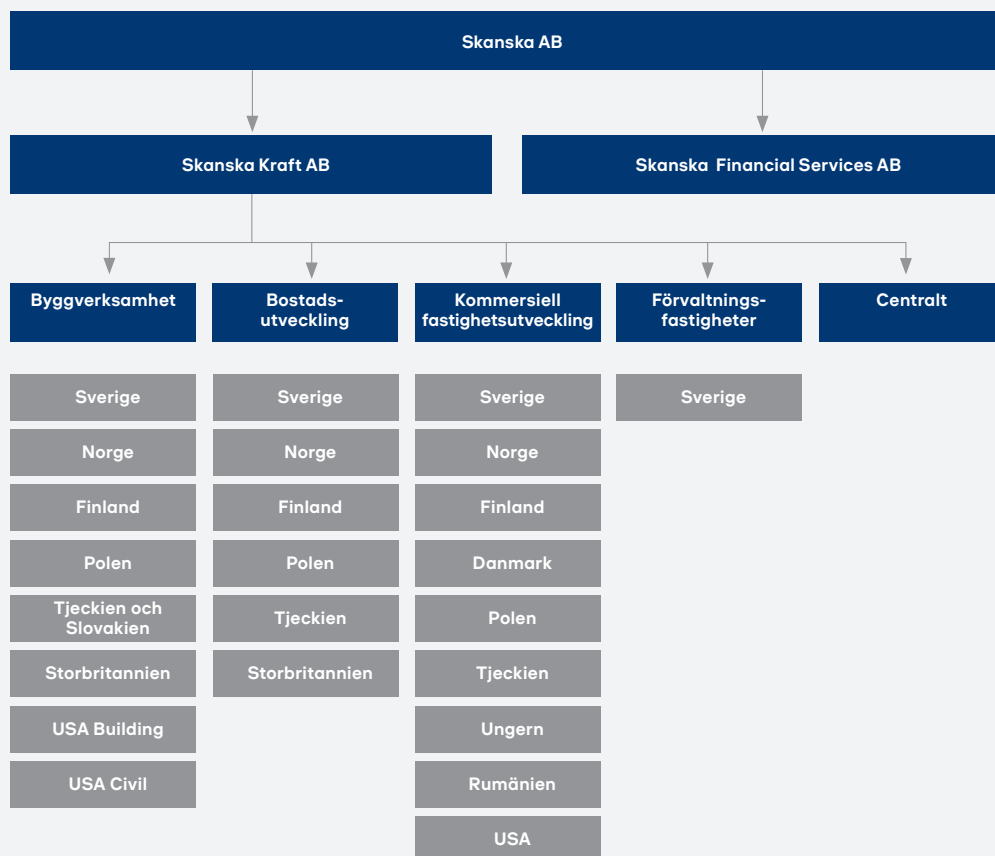 Skanska AB
Skanska Kraft AB
Skanska Financial Services AB
Byggverksamhet
Bostads-
utveckling
Kommersiell
fastighetsutveckling
Förvaltnings-
fastigheter
Centralt
Sverige
Norge
Finland
Polen
Tjeckien och
Slovakien
Storbritannien
USA Building
USA Civil
Sverige
Norge
Finland
Polen
Tjeckien
Storbritannien
Sverige
Norge
Finland
Danmark
Polen
Tjeckien
Ungern
Rumänien
USA
Sverige